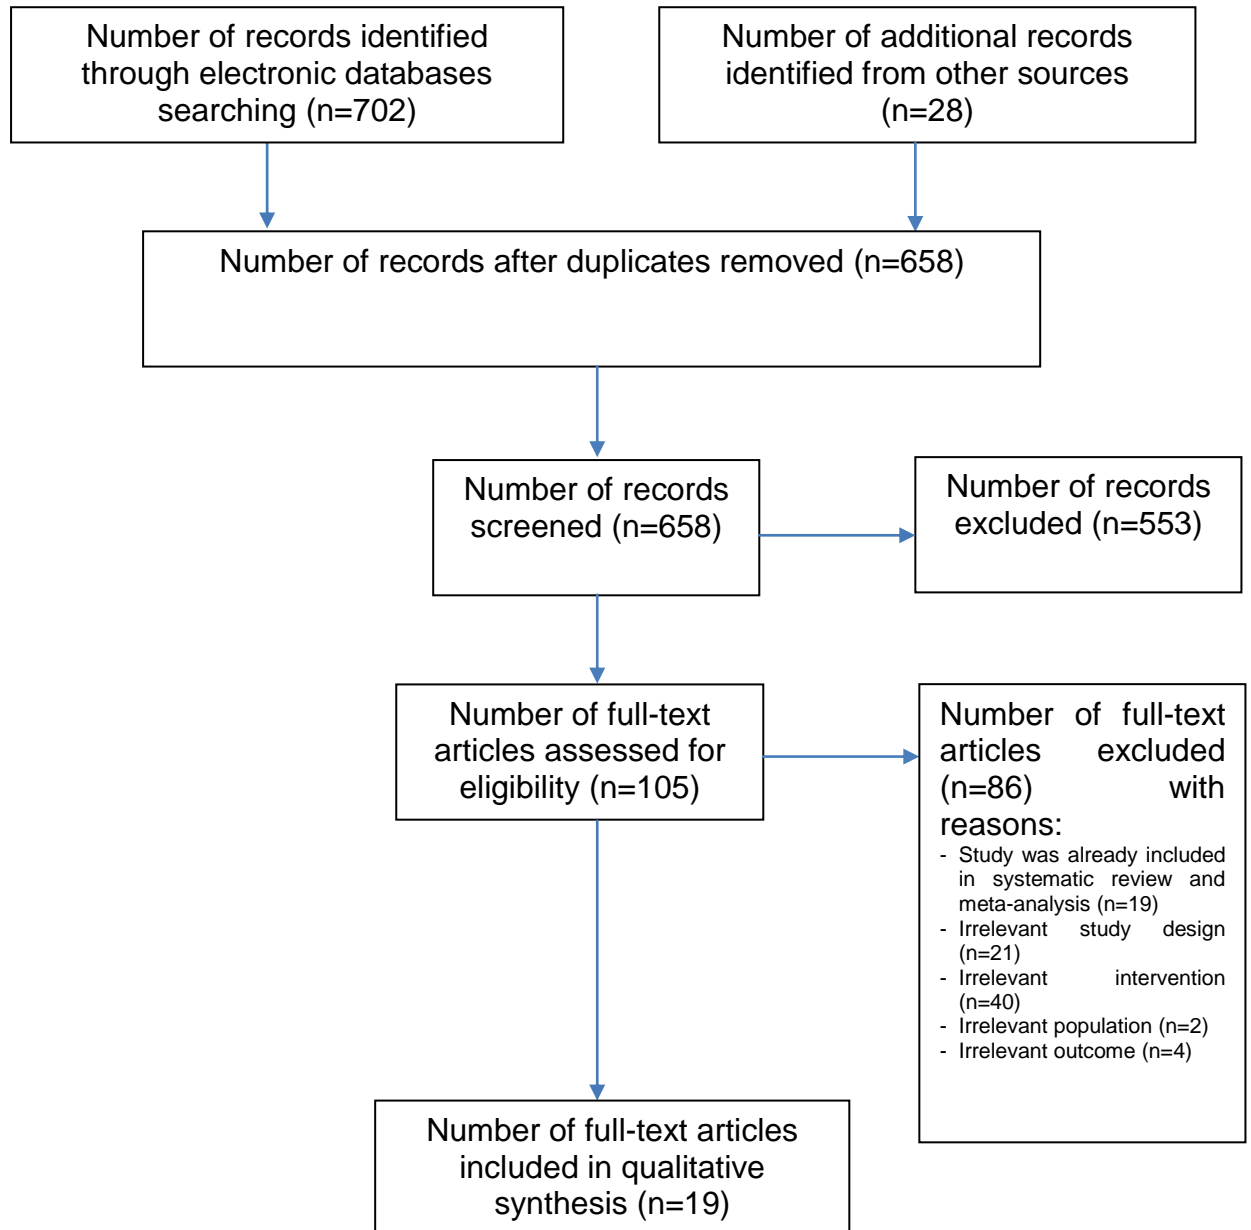 Number of records identified
through electronic databases
searching (n=702)
Number of additional records
identified from other sources
(n=28)
Number of records after duplicates removed (n=658)
Number of records
screened (n=658)
Number of records
excluded (n=553)
Number of full-text
articles assessed for
eligibility (n=105)
Number of full-text
articles excluded
(n=86) with
reasons:
- Study was already included
in systematic review and
meta-analysis (n=19)
- Irrelevant study design
(n=21)
- Irrelevant intervention
(n=40)
- Irrelevant population (n=2)
- Irrelevant outcome (n=4)
Number of full-text articles
included in qualitative
synthesis (n=19)